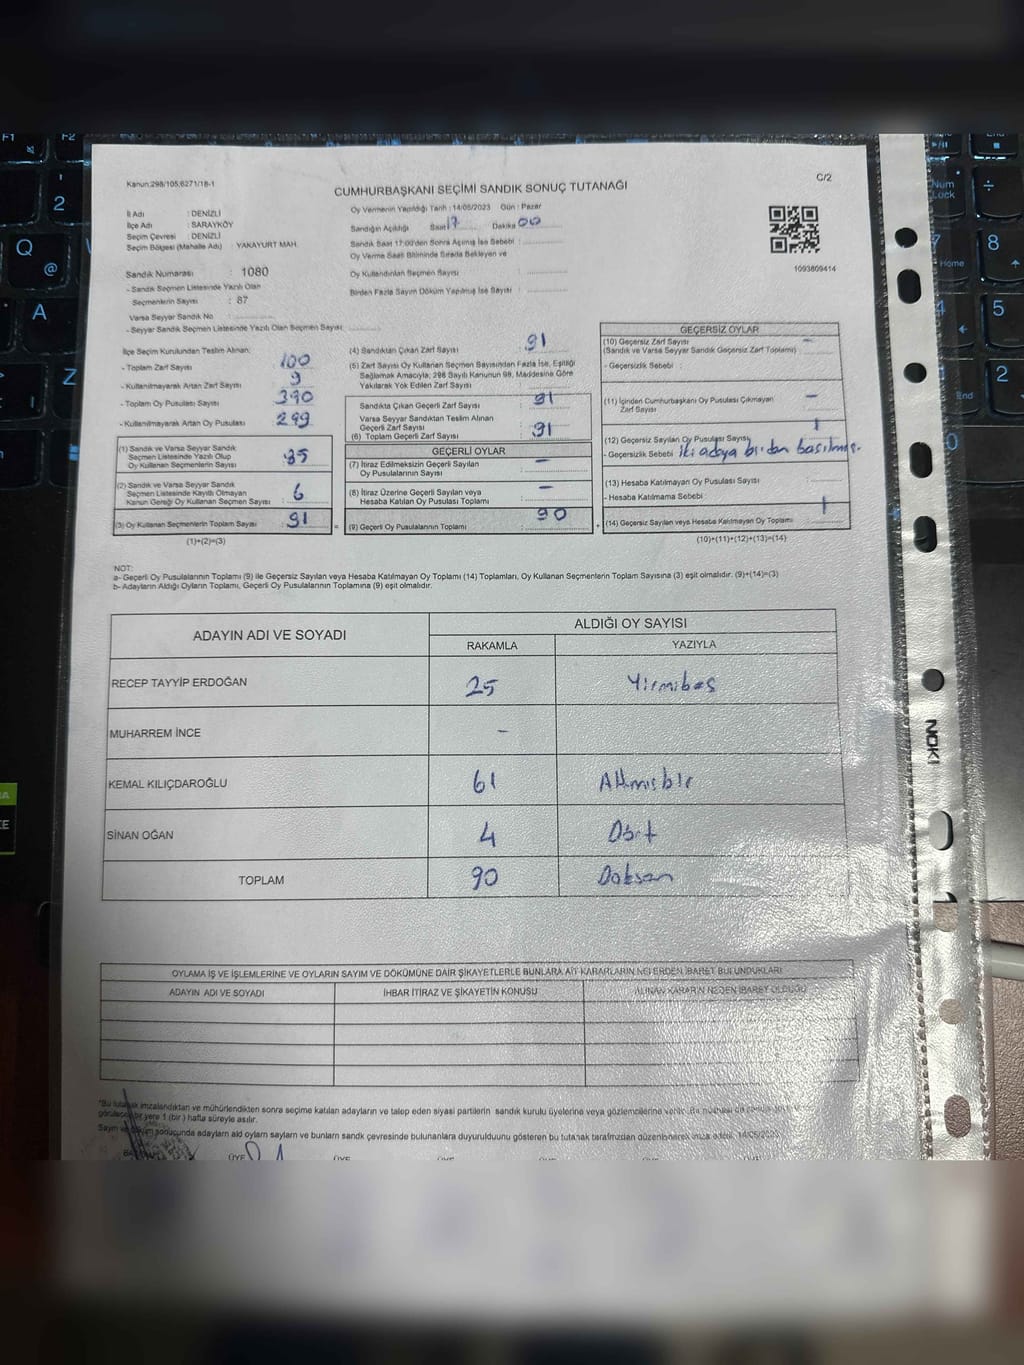 Kanun:298/105,6271/18-1
C/2
CUMHURBAŞKANI SEÇİMİ SANDIK SONUÇ TUTANAĞI
İl Adı : DENİZLİ
İlçe Adı : SARAYKÖY
Seçim Çevresi : DENİZLİ
Seçim Bölgesi (Mahalle Adı) : YAKAYURT MAH.
Sandık Numarası : 1080
- Sandık Seçmen Listesinde Yazılı Olan
Seçmenlerin Sayısı : 87
Varsa Seyyar Sandık No :
- Seyyar Sandık Seçmen Listesinde Yazılı Olan Seçmen Sayısı:
Oy Vermenin Yapıldığı Tarih : 14/05/2023 Gün : Pazar
Sandığın Açıldığı Saat 17 Dakika 00
Sandık Saat 17:00'den Sonra Açılmış İse Sebebi :
Oy Verme Saati Bitiminde Sırada Bekleyen ve
Oy Kullandırılan Seçmen Sayısı :
Birden Fazla Sayım Döküm Yapılmış İse Sayısı :
1093809414
İlçe Seçim Kurulundan Teslim Alınan:
- Toplam Zarf Sayısı 100
- Kullanılmayarak Artan Zarf Sayısı 9
- Toplam Oy Pusulası Sayısı 390
- Kullanılmayarak Artan Oy Pusulası 299
(1) Sandık ve Varsa Seyyar Sandık
Seçmen Listesinde Yazılı Olup
Oy Kullanan Seçmenlerin Sayısı 85
(2) Sandık ve Varsa Seyyar Sandık
Seçmen Listesinde Kayıtlı Olmayan
Kanun Gereği Oy Kullanan Seçmen Sayısı 6
(3) Oy Kullanan Seçmenlerin Toplam Sayısı 91
(1)+(2)=(3)
(4) Sandıktan Çıkan Zarf Sayısı 91
(5) Zarf Sayısı Oy Kullanan Seçmen Sayısından Fazla İse, Eşitliği
Sağlamak Amacıyla; 298 Sayılı Kanunun 98. Maddesine Göre
Yakılarak Yok Edilen Zarf Sayısı
Sandıkta Çıkan Geçerli Zarf Sayısı 91
Varsa Seyyar Sandıktan Teslim Alınan
Geçerli Zarf Sayısı
(6) Toplam Geçerli Zarf Sayısı 91
GEÇERLİ OYLAR
(7) İtiraz Edilmeksizin Geçerli Sayılan
Oy Pusulalarının Sayısı -
(8) İtiraz Üzerine Geçerli Sayılan veya
Hesaba Katılan Oy Pusulası Toplamı -
(9) Geçerli Oy Pusulalarının Toplamı 90
GEÇERSİZ OYLAR
(10) Geçersiz Zarf Sayısı -
(Sandık ve Varsa Seyyar Sandık Geçersiz Zarf Toplamı)
- Geçersizlik Sebebi :
(11) İçinden Cumhurbaşkanı Oy Pusulası Çıkmayan -
Zarf Sayısı
(12) Geçersiz Sayılan Oy Pusulası Sayısı 1
- Geçersizlik Sebebi İki adaya birden basılmış.
(13) Hesaba Katılmayan Oy Pusulası Sayısı
- Hesaba Katılmama Sebebi :
(14) Geçersiz Sayılan veya Hesaba Katılmayan Oy Toplamı 1
(10)+(11)+(12)+(13)=(14)
NOT:
a- Geçerli Oy Pusulalarının Toplamı (9) ile Geçersiz Sayılan veya Hesaba Katılmayan Oy Toplamı (14) Toplamları, Oy Kullanan Seçmenlerin Toplam Sayısına (3) eşit olmalıdır. (9)+(14)=(3)
b- Adayların Aldığı Oyların Toplamı, Geçerli Oy Pusulalarının Toplamına (9) eşit olmalıdır.
ADAYIN ADI VE SOYADI ALDIĞI OY SAYISI
RAKAMLA YAZIYLA
RECEP TAYYİP ERDOĞAN 25 Yirmibeş
MUHARREM İNCE -
KEMAL KILIÇDAROĞLU 61 Altmışbir
SİNAN OĞAN 4 Dört
TOPLAM 90 Doksan
OYLAMA İŞ VE İŞLEMLERİNE VE OYLARIN SAYIM VE DÖKÜMÜNE DAİR ŞİKAYETLERLE BUNLARA AİT KARARLARIN NELERDEN İBARET BULUNDUKLARI
ADAYIN ADI VE SOYADI İHBAR İTİRAZ VE ŞİKAYETİN KONUSU ALINAN KARARIN NEDEN İBARET OLDUĞU
"Bu tutanak imzalandıktan ve mühürlendikten sonra seçime katılan adayların ve talep eden siyasi partilerin sandık kurulu üyelerine veya gözlemcilerine verilir. Bu
görülecek bir yere 1 (bir) hafta süreyle asılır.
Sayım ve döküm sonucunda adayların ald oyların sayların ve bunların sandık çevresinde bulunanlara duyurulduunu gösteren bu tutanak tarafımızdan düzenlenerek imza edildi. 14/05/2023
ÜYE ÜYE
Num Lock
Home
End
NOKI
F1 F2
2
Q
@
A
Z
8
5
2